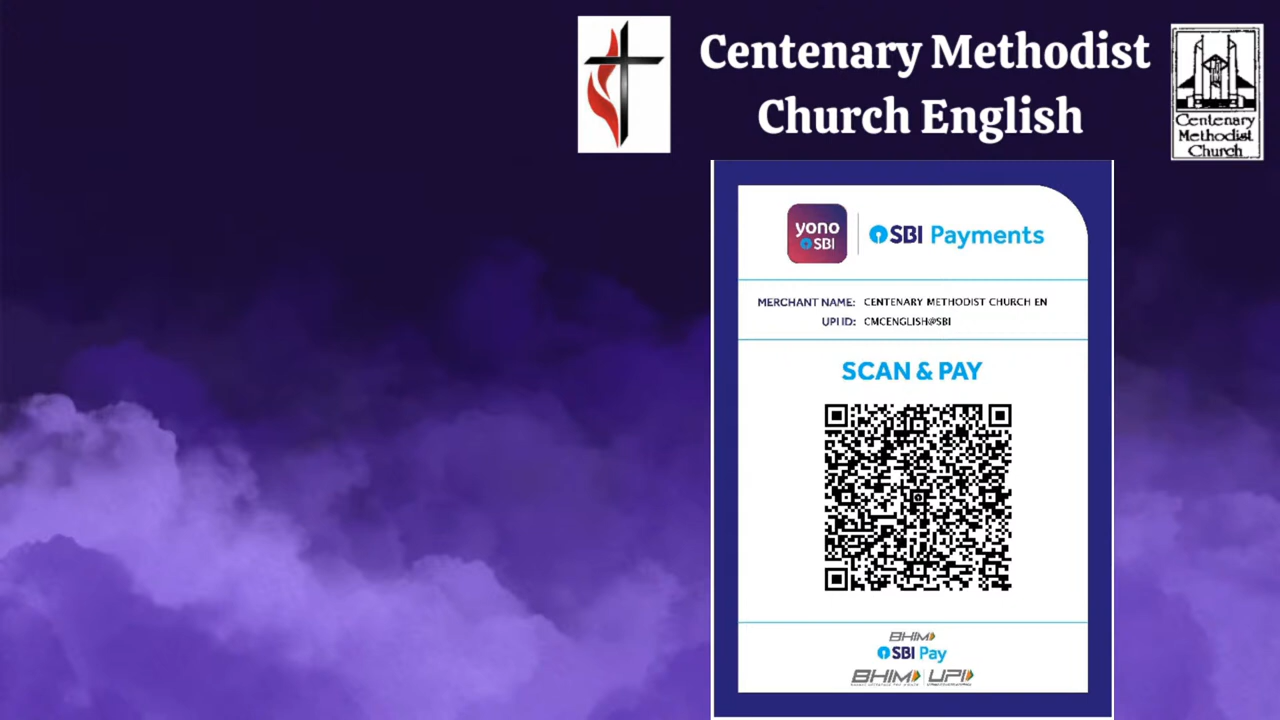 Centenary Methodist
Church English
Centenary
Methodist
Church
yono
SBI
SBI Payments
MERCHANT NAME: CENTENARY METHODIST CHURCH EN
UPI ID: CMCENGLISH@SBI
SCAN & PAY
BHIM
SBI Pay
BHIM UPI